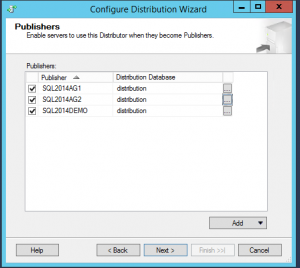 Configure Distribution Wizard
Publishers
Enable servers to use this Distributor when they become Publishers.
Publishers:
Publisher Distribution Database
SQL2014AG1 distribution ...
SQL2014AG2 distribution ...
SQL2014DEMO distribution ...
Add
Help < Back Next > Finish >>| Cancel